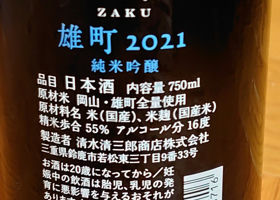 ZAKU
雄町 2021
純米吟醸
品目 日本酒 内容量 750ml
原材米 岡山・雄町全量使用
原材料名 米(国産)、米麹(国産米)
精米歩合 55% アルコール分 16度
製造者 清水清三郎商店株式会社
三重県鈴鹿市若松東三丁目9番33号
お酒は20歳になってから/妊
娠中の飲酒は胎児、乳児の発
育に悪影響を与えるおそれが